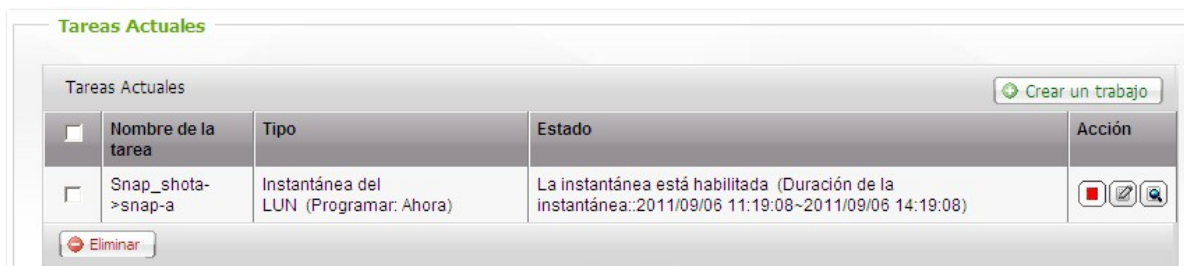 Tareas Actuales
Tareas Actuales
Crear un trabajo
Nombre de la
tarea
Tipo
Estado
Acción
Snap_shota-
>snap-a
Instantánea del
LUN (Programar: Ahora)
La instantánea está habilitada (Duración de la
instantánea::2011/09/06 11:19:08~2011/09/06 14:19:08)
Eliminar